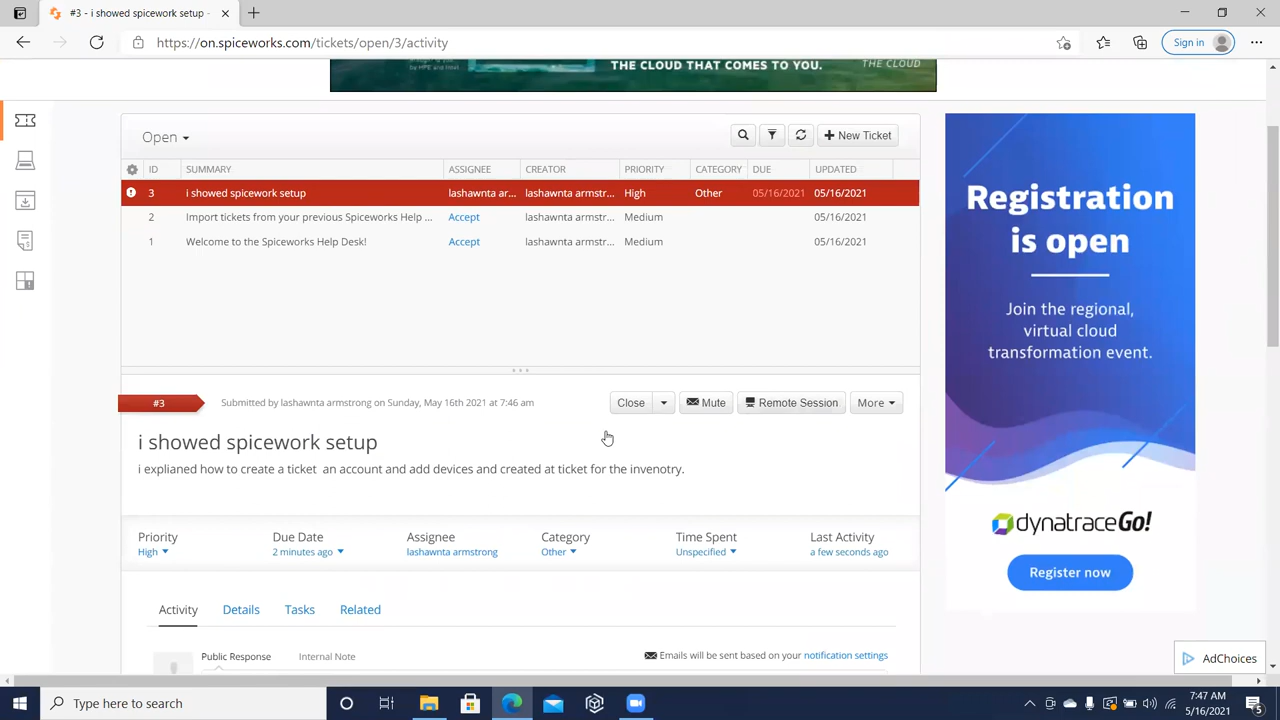 #3 - i showed spicework setup -
https://on.spiceworks.com/tickets/open/3/activity
Sign in
by HPE and Intel
THE CLOUD THAT COMES TO YOU.
THE CLOUD
Open
New Ticket
ID SUMMARY ASSIGNEE CREATOR PRIORITY CATEGORY DUE UPDATED
3 i showed spicework setup lashawnta ar... lashawnta armstr... High Other 05/16/2021 05/16/2021
2 Import tickets from your previous Spiceworks Help ... Accept lashawnta armstr... Medium 05/16/2021
1 Welcome to the Spiceworks Help Desk! Accept lashawnta armstr... Medium 05/16/2021
#3 Submitted by lashawnta armstrong on Sunday, May 16th 2021 at 7:46 am Close Mute Remote Session More
i showed spicework setup
i explianed how to create a ticket an account and add devices and created at ticket for the invenotry.
Priority Due Date Assignee Category Time Spent Last Activity
High 2 minutes ago lashawnta armstrong Other Unspecified a few seconds ago
Activity Details Tasks Related
Public Response Internal Note Emails will be sent based on your notification settings
Registration
is open
Join the regional,
virtual cloud
transformation event.
dynatrace Go!
Register now
AdChoices
Type here to search
7:47 AM
5/16/2021
5